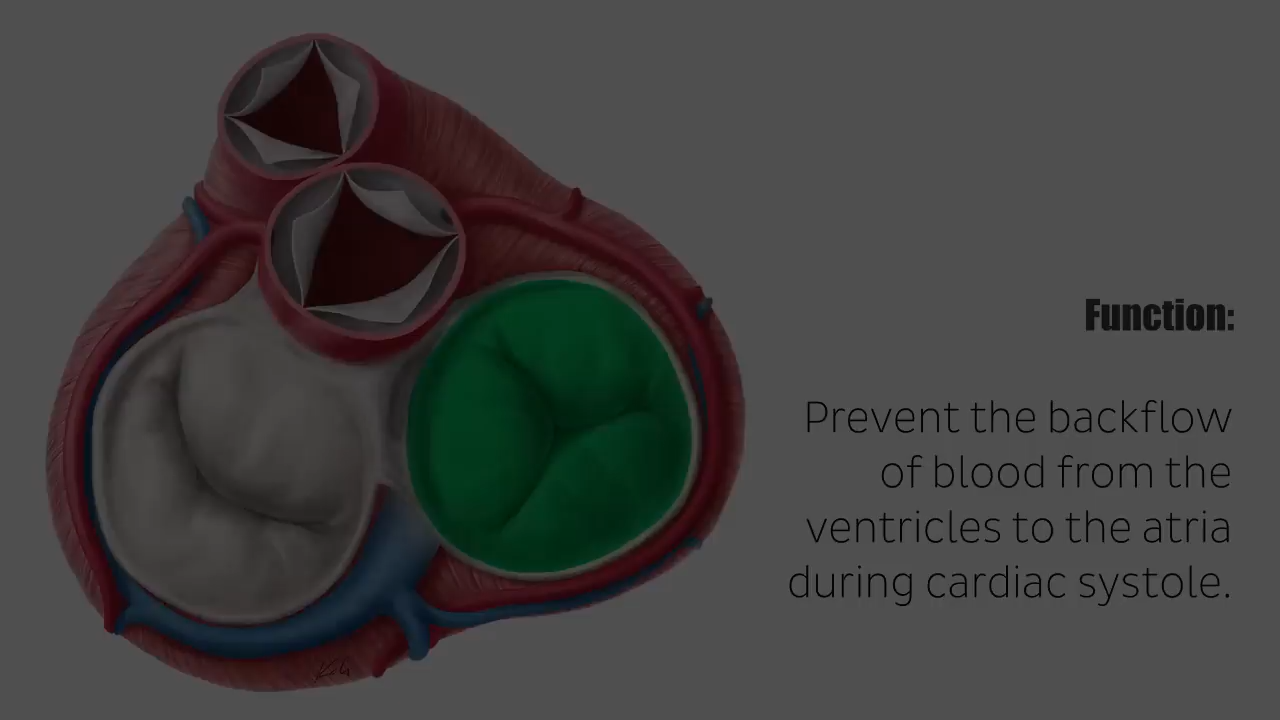 Function:
Prevent the backflow
of blood from the
ventricles to the atria
during cardiac systole.